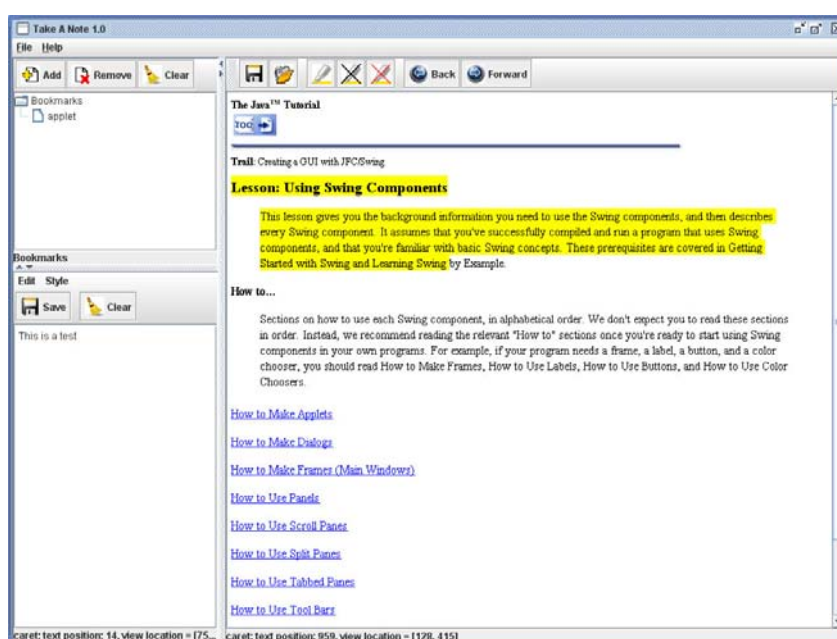 Take A Note 1.0
File Help
Add Remove Clear
Bookmarks
applet
Bookmarks
Edit Style
Save Clear
This is a test
caret: text position: 14, view location = [75...
Back Forward
The Java™ Tutorial
TOC
Trail: Creating a GUI with JFC/Swing
Lesson: Using Swing Components
This lesson gives you the background information you need to use the Swing components, and then describes
every Swing component. It assumes that you've successfully compiled and run a program that uses Swing
components, and that you're familiar with basic Swing concepts. These prerequisites are covered in Getting
Started with Swing and Learning Swing by Example.
How to...
Sections on how to use each Swing component, in alphabetical order. We don't expect you to read these sections
in order. Instead, we recommend reading the relevant "How to" sections once you're ready to start using Swing
components in your own programs. For example, if your program needs a frame, a label, a button, and a color
chooser, you should read How to Make Frames, How to Use Labels, How to Use Buttons, and How to Use Color
Choosers.
How to Make Applets
How to Make Dialogs
How to Make Frames (Main Windows)
How to Use Panels
How to Use Scroll Panes
How to Use Split Panes
How to Use Tabbed Panes
How to Use Tool Bars
caret: text position: 959, view location = [128, 415]